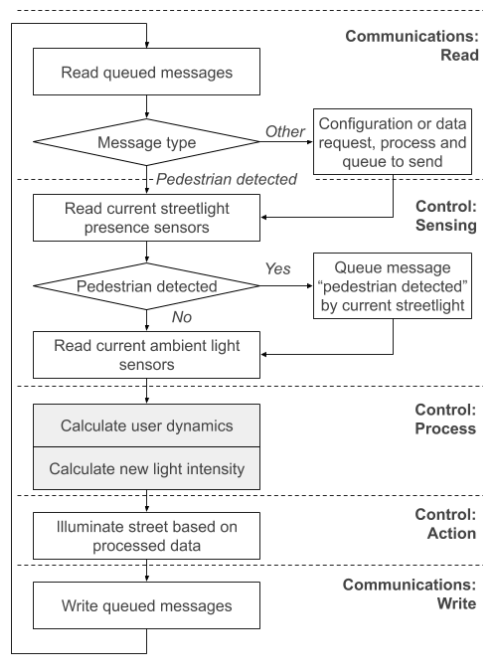 Communications:
Read
Read queued messages
Message type
Other
Configuration or data
request, process and
queue to send
Pedestrian detected
Control:
Sensing
Read current streetlight
presence sensors
Pedestrian detected
Yes
Queue message
“pedestrian detected”
by current streetlight
No
Read current ambient light
sensors
Control:
Process
Calculate user dynamics
Calculate new light intensity
Control:
Action
Illuminate street based on
processed data
Communications:
Write
Write queued messages